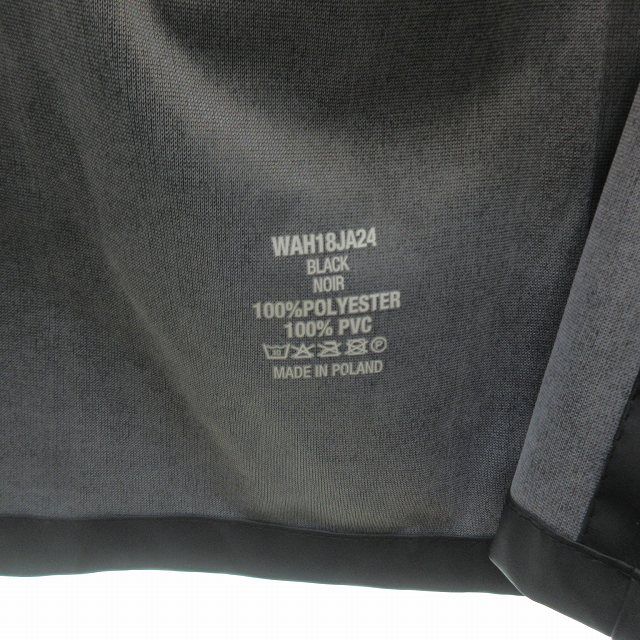 WAH18JA24
BLACK
NOIR
100%POLYESTER
100% PVC
MADE IN POLAND